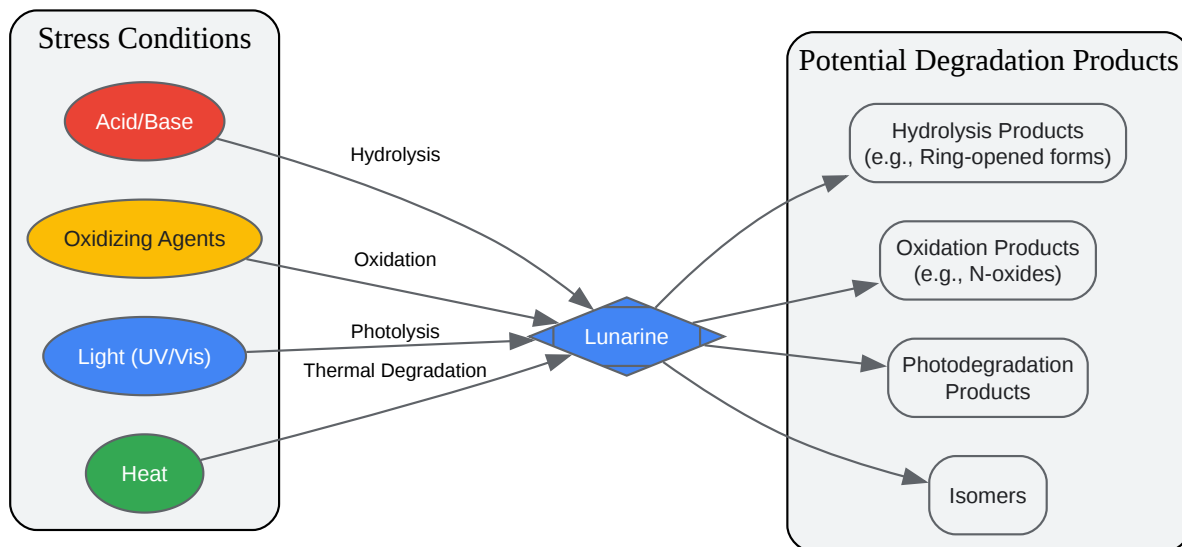 Stress Conditions
Acid/Base
Oxidizing Agents
Light (UV/Vis)
Heat
Hydrolysis
Oxidation
Photolysis
Thermal Degradation
Lunarine
Potential Degradation Products
Hydrolysis Products
(e.g., Ring-opened forms)
Oxidation Products
(e.g., N-oxides)
Photodegradation
Products
Isomers